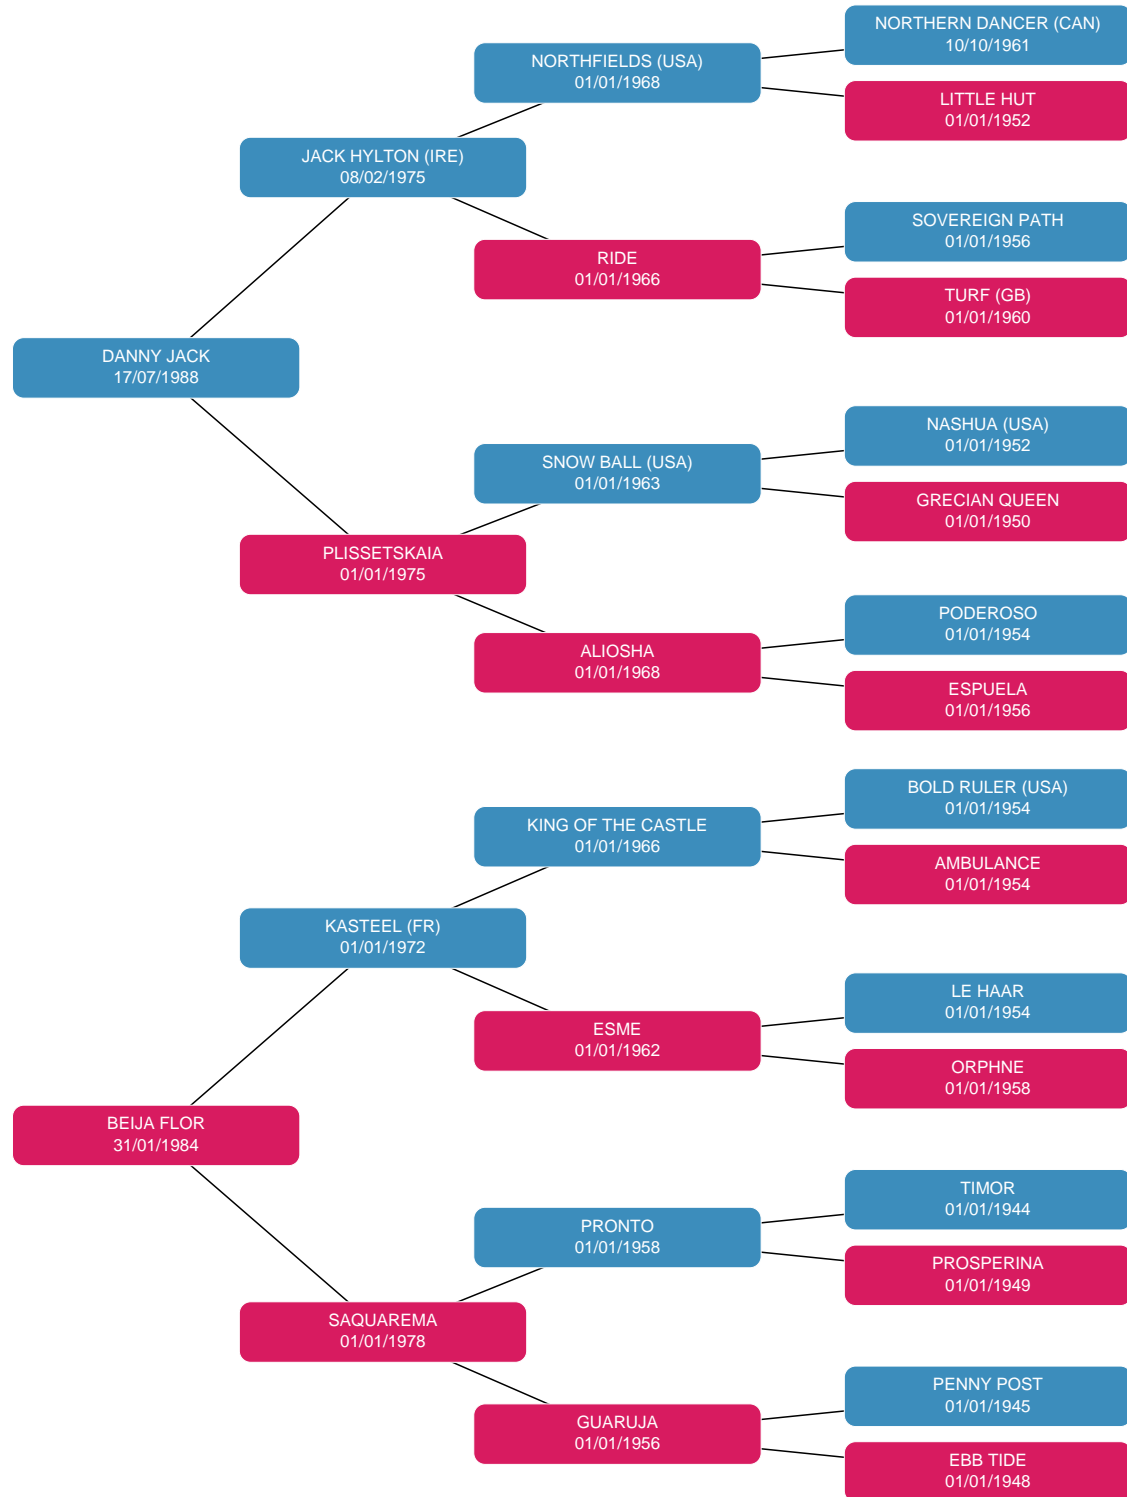 NORTHERN DANCER (CAN)
10/10/1961
NORTHFIELDS (USA)
01/01/1968
LITTLE HUT
01/01/1952
JACK HYLTON (IRE)
08/02/1975
SOVEREIGN PATH
01/01/1956
RIDE
01/01/1966
TURF (GB)
01/01/1960
DANNY JACK
17/07/1988
NASHUA (USA)
01/01/1952
SNOW BALL (USA)
01/01/1963
GRECIAN QUEEN
01/01/1950
PLISSETSKAIA
01/01/1975
PODEROSO
01/01/1954
ALIOSHA
01/01/1968
ESPUELA
01/01/1956
BOLD RULER (USA)
01/01/1954
KING OF THE CASTLE
01/01/1966
AMBULANCE
01/01/1954
KASTEEL (FR)
01/01/1972
LE HAAR
01/01/1954
ESME
01/01/1962
ORPHNE
01/01/1958
BEIJA FLOR
31/01/1984
TIMOR
01/01/1944
PRONTO
01/01/1958
PROSPERINA
01/01/1949
SAQUAREMA
01/01/1978
PENNY POST
01/01/1945
GUARUJA
01/01/1956
EBB TIDE
01/01/1948